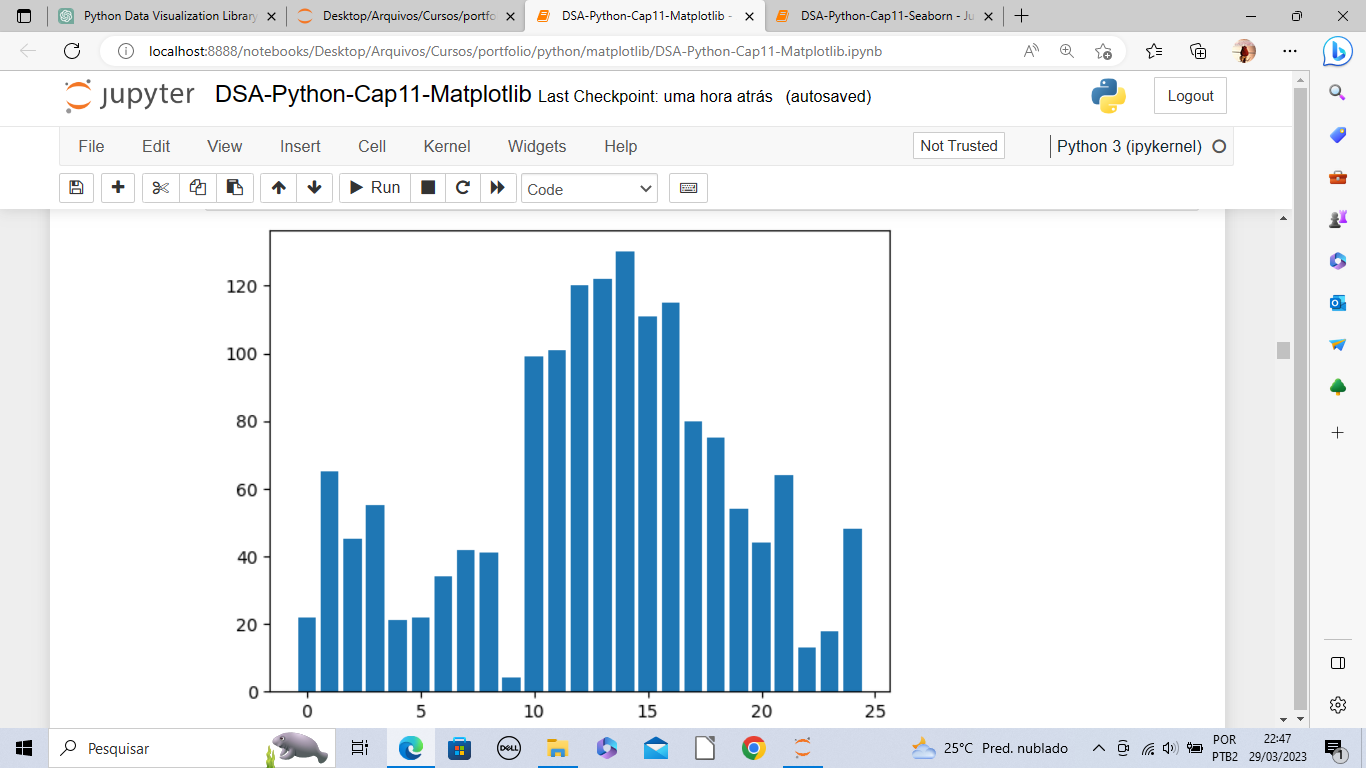 Python Data Visualization Library
Desktop/Arquivos/Cursos/portfo
DSA-Python-Cap11-Matplotlib -
DSA-Python-Cap11-Seaborn - Ju
localhost:8888/notebooks/Desktop/Arquivos/Cursos/portfolio/python/matplotlib/DSA-Python-Cap11-Matplotlib.ipynb
jupyter DSA-Python-Cap11-Matplotlib Last Checkpoint: uma hora atrás (autosaved)
Logout
File Edit View Insert Cell Kernel Widgets Help
Not Trusted
Python 3 (ipykernel)
Run
Code
120
100
80
60
40
20
0
0 5 10 15 20 25
Pesquisar
DELL
25°C Pred. nublado
POR
PTB2
22:47
29/03/2023
1